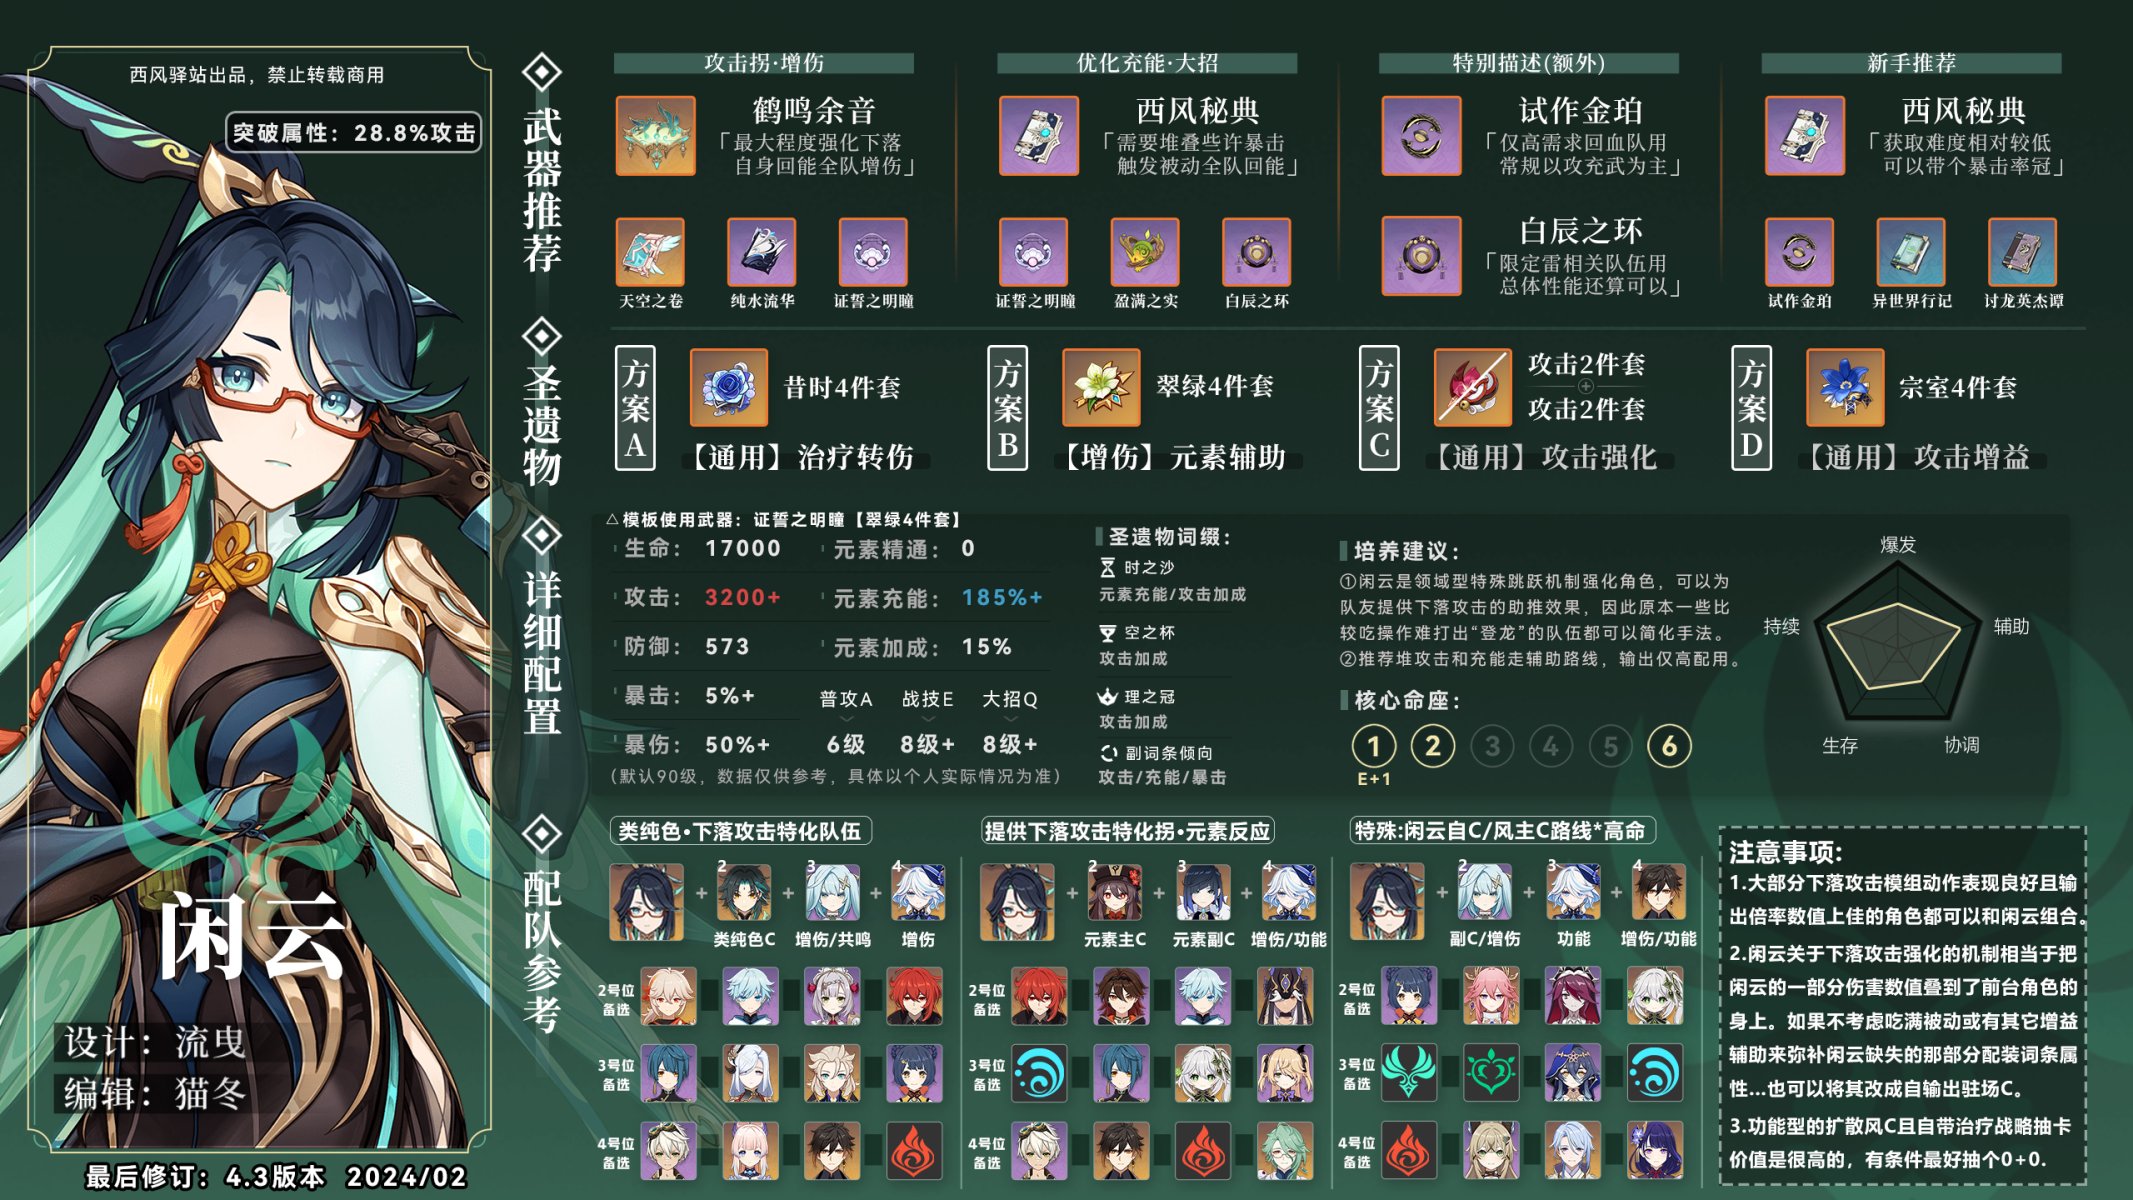 西风驿站出品，禁止转载商用
突破属性：28.8%攻击
闲云
设计：流曳
编辑：猫冬
最后修订：4.3版本 2024/02
武器推荐
攻击拐·增伤
鹤鸣余音
「最大程度强化下落
自身回能全队增伤」
天空之卷
纯水流华
证誓之明瞳
优化充能·大招
西风秘典
「需要堆叠些许暴击
触发被动全队回能」
证誓之明瞳
盈满之实
白辰之环
特别描述(额外)
试作金珀
「仅高需求回血队用
常规以攻充武为主」
白辰之环
「限定雷相关队伍用
总体性能还算可以」
新手推荐
西风秘典
「获取难度相对较低
可以带个暴击率冠」
试作金珀
异世界行记
讨龙英杰谭
圣遗物
方案A
昔时4件套
【通用】治疗转伤
方案B
翠绿4件套
【增伤】元素辅助
方案C
攻击2件套
攻击2件套
【通用】攻击强化
方案D
宗室4件套
【通用】攻击增益
详细配置
△模板使用武器：证誓之明瞳【翠绿4件套】
生命：17000 元素精通：0
攻击：3200+ 元素充能：185%+
防御：573 元素加成：15%
暴击：5%+ 普攻A 战技E 大招Q
暴伤：50%+ 6级 8级+ 8级+
(默认90级，数据仅供参考，具体以个人实际情况为准)
圣遗物词缀：
时之沙
元素充能/攻击加成
空之杯
攻击加成
理之冠
攻击加成
副词条倾向
攻击/充能/暴击
培养建议：
①闲云是领域型特殊跳跃机制强化角色，可以为
队友提供下落攻击的助推效果，因此原本一些比
较吃操作难打出“登龙”的队伍都可以简化手法。
②推荐堆攻击和充能走辅助路线，输出仅高配用。
核心命座：
1 2 3 4 5 6
E+1
爆发
辅助
协调
生存
持续
配队参考
类纯色·下落攻击特化队伍
+ 2 + 3 + 4
类纯色C 增伤/共鸣 增伤
2号位
备选
3号位
备选
4号位
备选
提供下落攻击特化拐·元素反应
+ 2 + 3 + 4
元素主C 元素副C 增伤/功能
2号位
备选
3号位
备选
4号位
备选
特殊:闲云自C/风主C路线*高命
+ 2 + 3 + 4
副C/增伤 功能 增伤/功能
2号位
备选
3号位
备选
4号位
备选
注意事项:
1.大部分下落攻击模组动作表现良好且输
出倍率数值上佳的角色都可以和闲云组合。
2.闲云关于下落攻击强化的机制相当于把
闲云的一部分伤害数值叠到了前台角色的
身上。如果不考虑吃满被动或有其它增益
辅助来弥补闲云缺失的那部分配装词条属
性...也可以将其改成自输出驻场C。
3.功能型的扩散风C且自带治疗战略抽卡
价值是很高的，有条件最好抽个0+0.